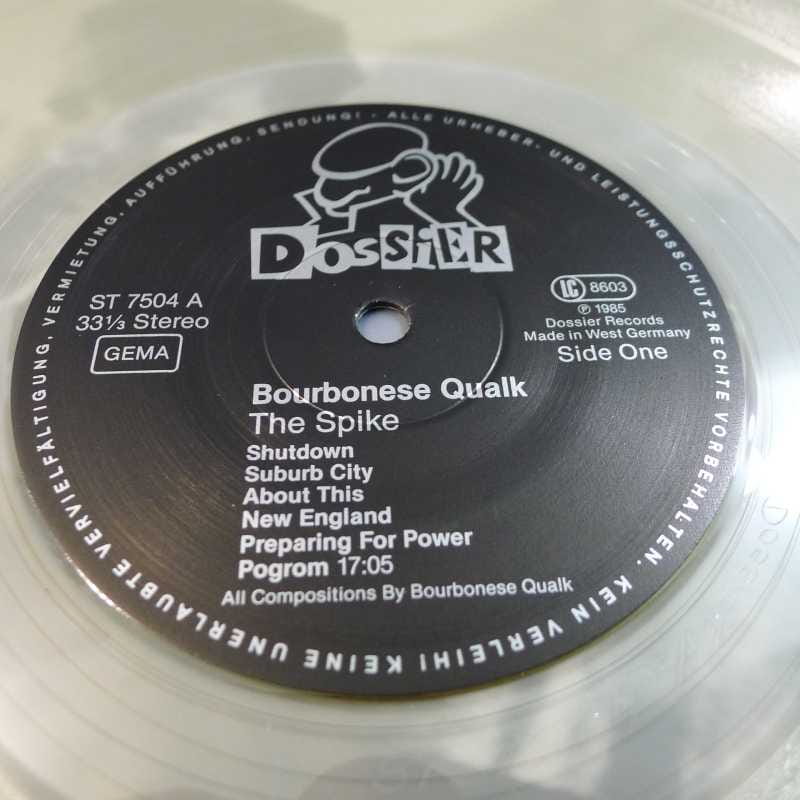 DOSSiER
ST 7504 A
33⅓ Stereo
GEMA
LC 8603
℗ 1985
Dossier Records
Made in West Germany
Side One
Bourbonese Qualk
The Spike
Shutdown
Suburb City
About This
New England
Preparing For Power
Pogrom 17:05
All Compositions By Bourbonese Qualk
ALLE URHEBER- UND LEISTUNGSSCHUTZRECHTE VORBEHALTEN. KEIN VERLEIH! KEINE UNERLAUBTE VERVIELFÄLTIGUNG, VERMIETUNG, AUFFÜHRUNG, SENDUNG! -